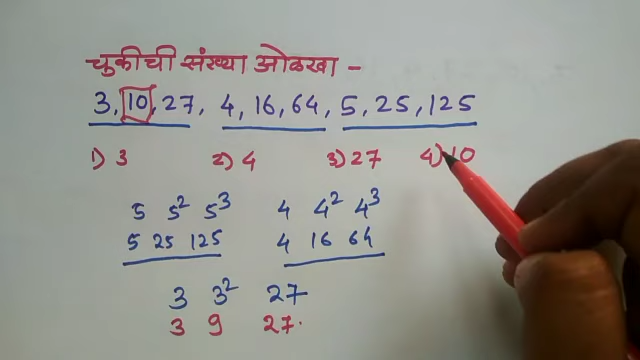 चुकीची संख्या ओळखा -
3, 10, 27, 4, 16, 64, 5, 25, 125
1) 3 2) 4 3) 27 4) 10
5 5² 5³ 4 4² 4³
5 25 125 4 16 64
3 3² 27
3 9 27.